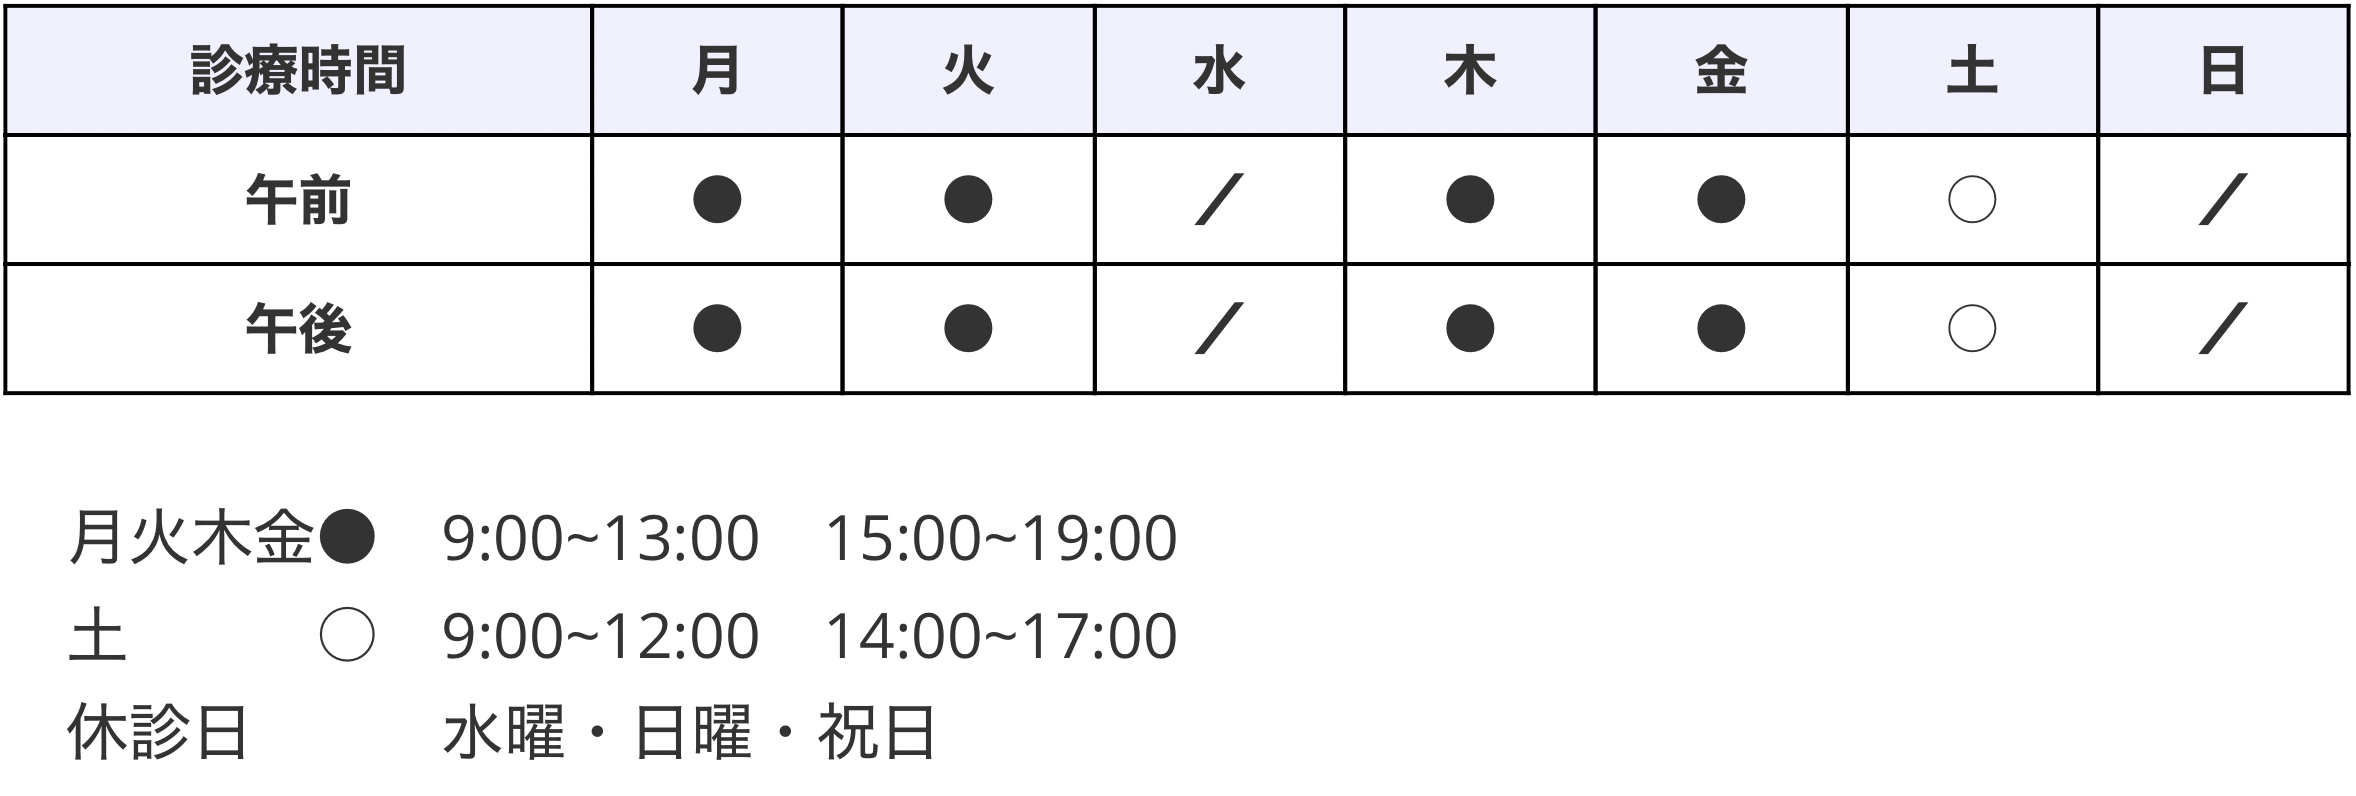 診療時間 月 火 水 木 金 土 日
午前 ● ● / ● ● ○ /
午後 ● ● / ● ● ○ /
月火木金● 9:00~13:00 15:00~19:00
土 ○ 9:00~12:00 14:00~17:00
休診日 水曜・日曜・祝日